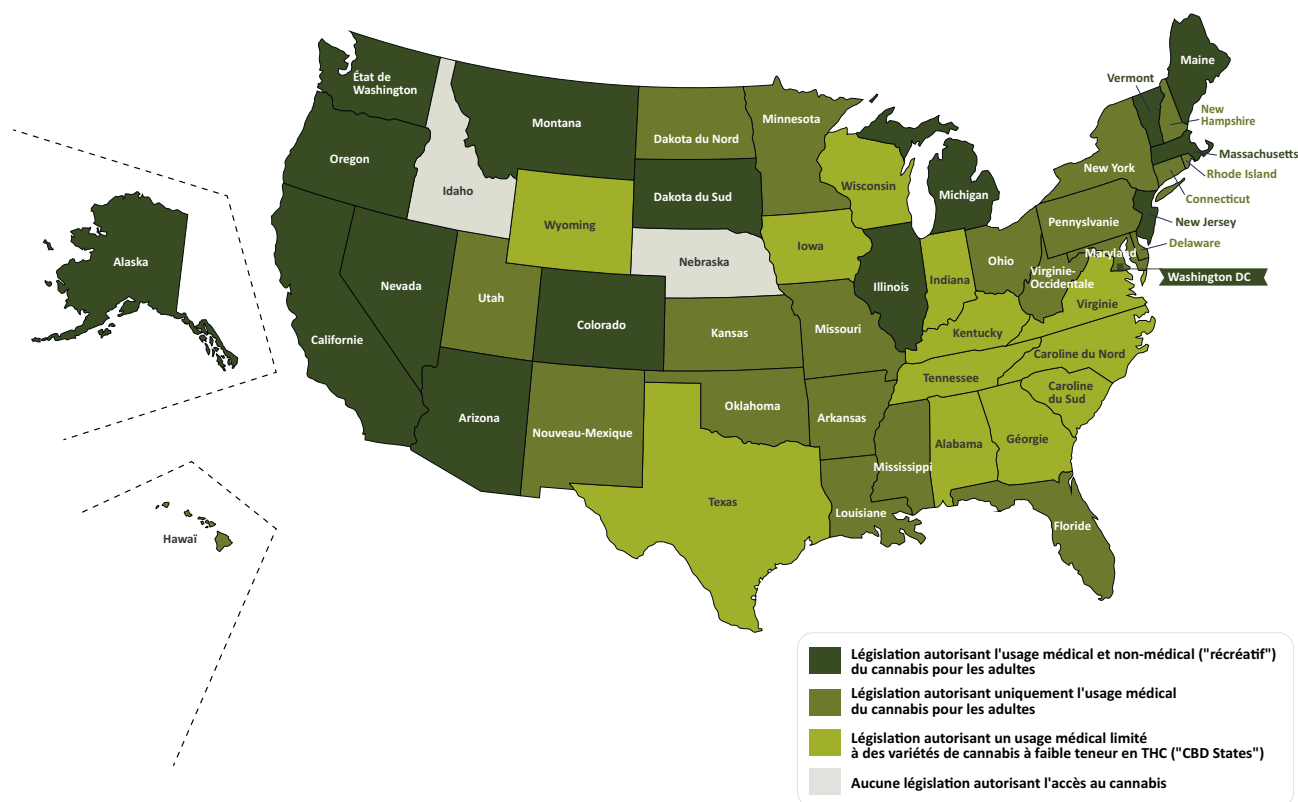 Maine
Vermont
État de
Washington
New
Hampshire
Montana
Minnesota
Dakota du Nord
Oregon
Massachusetts
New York
Rhode Island
Idaho
Wisconsin
Connecticut
Dakota du Sud
Michigan
Wyoming
Pennyslvanie
New Jersey
Iowa
Delaware
Maryland
Alaska
Nebraska
Ohio
Washington DC
Virginie-
Occidentale
Nevada
Illinois
Indiana
Utah
Virginie
Colorado
Kansas
Missouri
Kentucky
Californie
Caroline du Nord
Tennessee
Caroline
du Sud
Oklahoma
Arizona
Arkansas
Nouveau-Mexique
Alabama
Géorgie
Mississippi
Texas
Louisiane
Floride
Hawaï
Législation autorisant l'usage médical et non-médical ("récréatif")
du cannabis pour les adultes
Législation autorisant uniquement l'usage médical
du cannabis pour les adultes
Législation autorisant un usage médical limité
à des variétés de cannabis à faible teneur en THC ("CBD States")
Aucune législation autorisant l'accès au cannabis